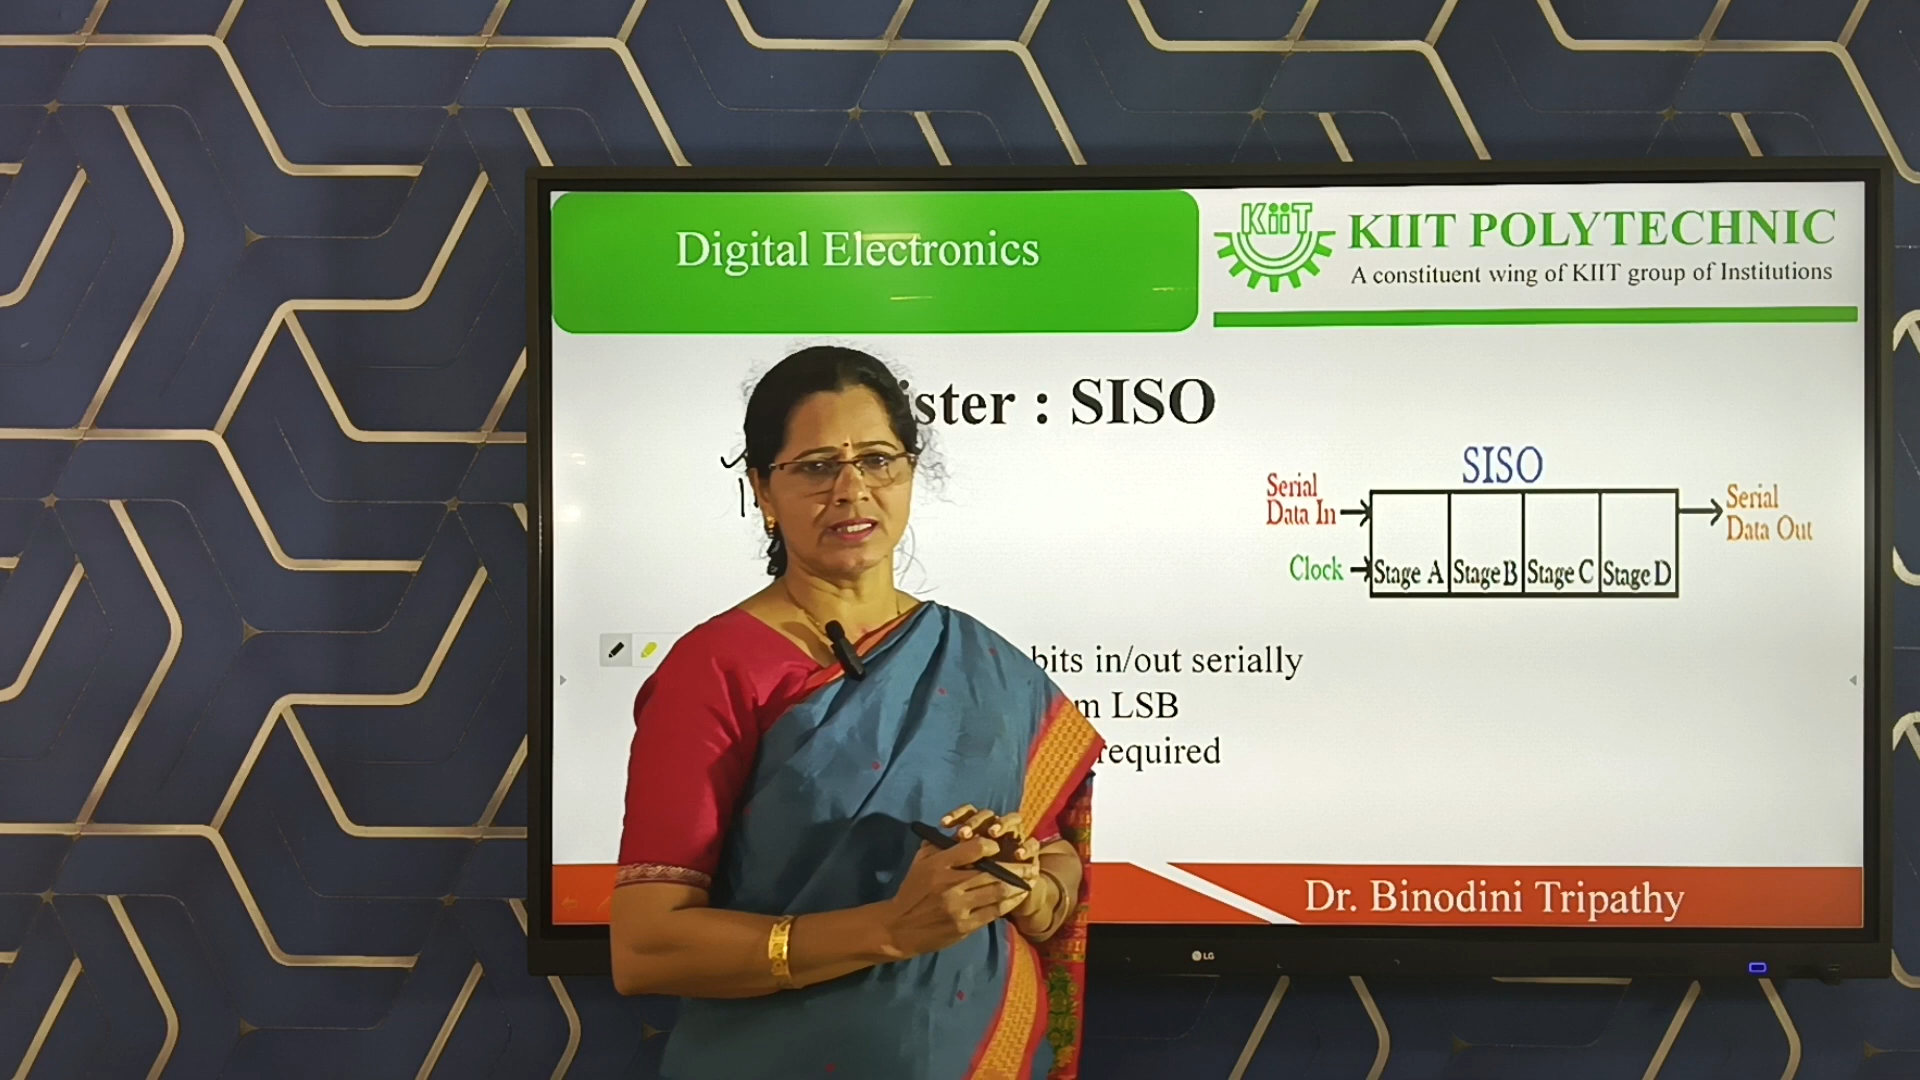 Digital Electronics
KiiT
KIIT POLYTECHNIC
A constituent wing of KIIT group of Institutions
: SISO
SISO
Serial
Data In
Serial
Data Out
Clock
Stage A Stage B Stage C Stage D
bits in/out serially
LSB
required
Dr. Binodini Tripathy
LG